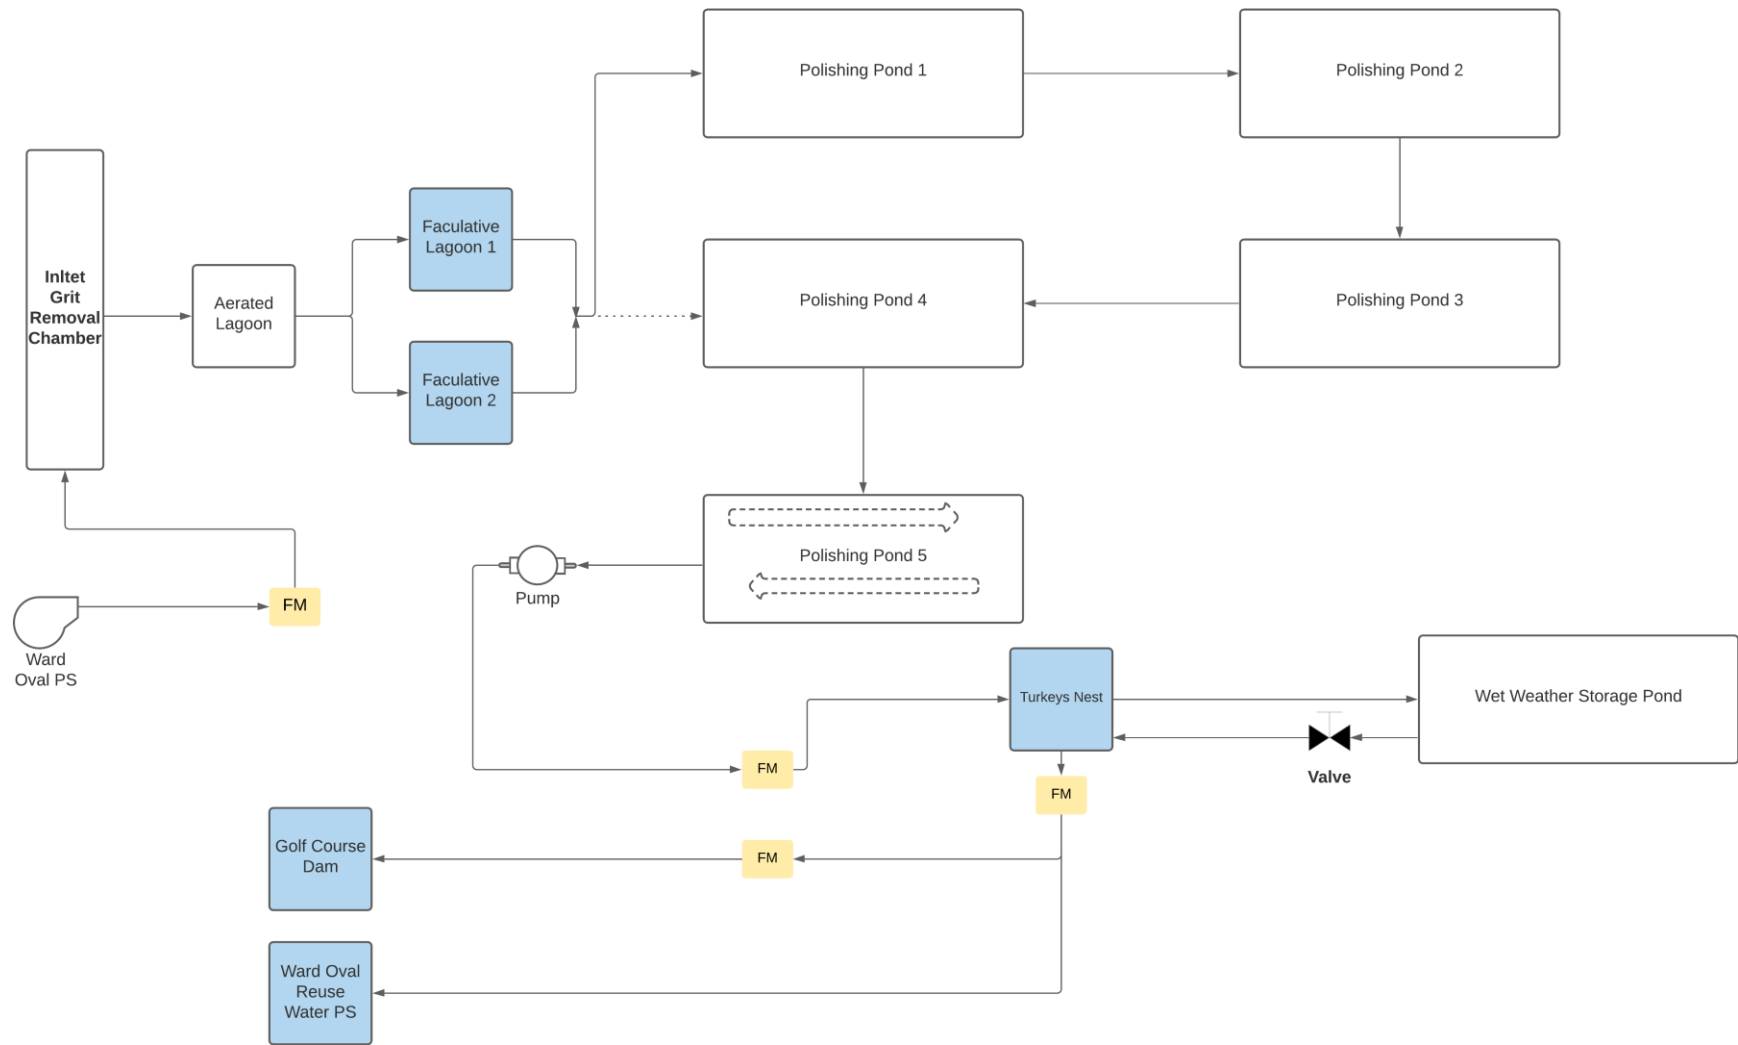 Polishing Pond 1
Polishing Pond 2
Inltet
Grit
Removal
Chamber
Aerated
Lagoon
Faculative
Lagoon 1
Faculative
Lagoon 2
Polishing Pond 4
Polishing Pond 3
Polishing Pond 5
Pump
FM
Ward
Oval PS
Turkeys Nest
Wet Weather Storage Pond
Valve
FM
FM
FM
Golf Course
Dam
Ward Oval
Reuse
Water PS